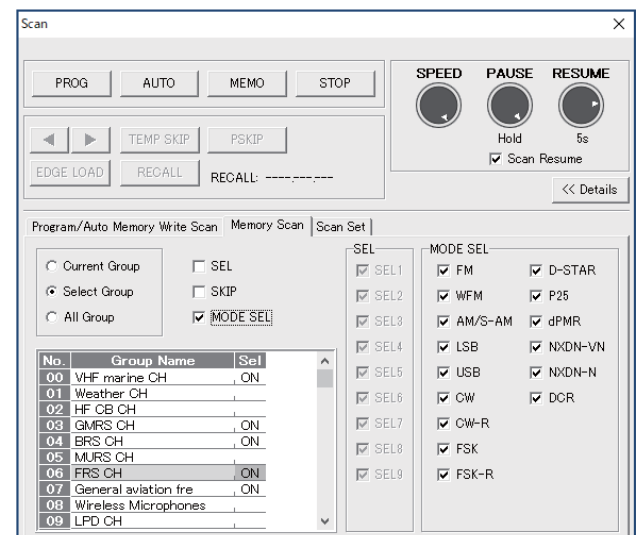 Scan
PROG AUTO MEMO STOP
SPEED PAUSE RESUME
Hold 5s
Scan Resume
TEMP SKIP PSKIP
EDGE LOAD RECALL RECALL: ----.---.---
<< Details
Program/Auto Memory Write Scan Memory Scan Scan Set
Current Group
Select Group
All Group
SEL
SKIP
MODE SEL
No. Group Name Sel
00 VHF marine CH ON
01 Weather CH
02 HF CB CH
03 GMRS CH ON
04 BRS CH ON
05 MURS CH
06 FRS CH ON
07 General aviation fre ON
08 Wireless Microphones
09 LPD CH
SEL
SEL1
SEL2
SEL3
SEL4
SEL5
SEL6
SEL7
SEL8
SEL9
MODE SEL
FM D-STAR
WFM P25
AM/S-AM dPMR
LSB NXDN-VN
USB NXDN-N
CW DCR
CW-R
FSK
FSK-R